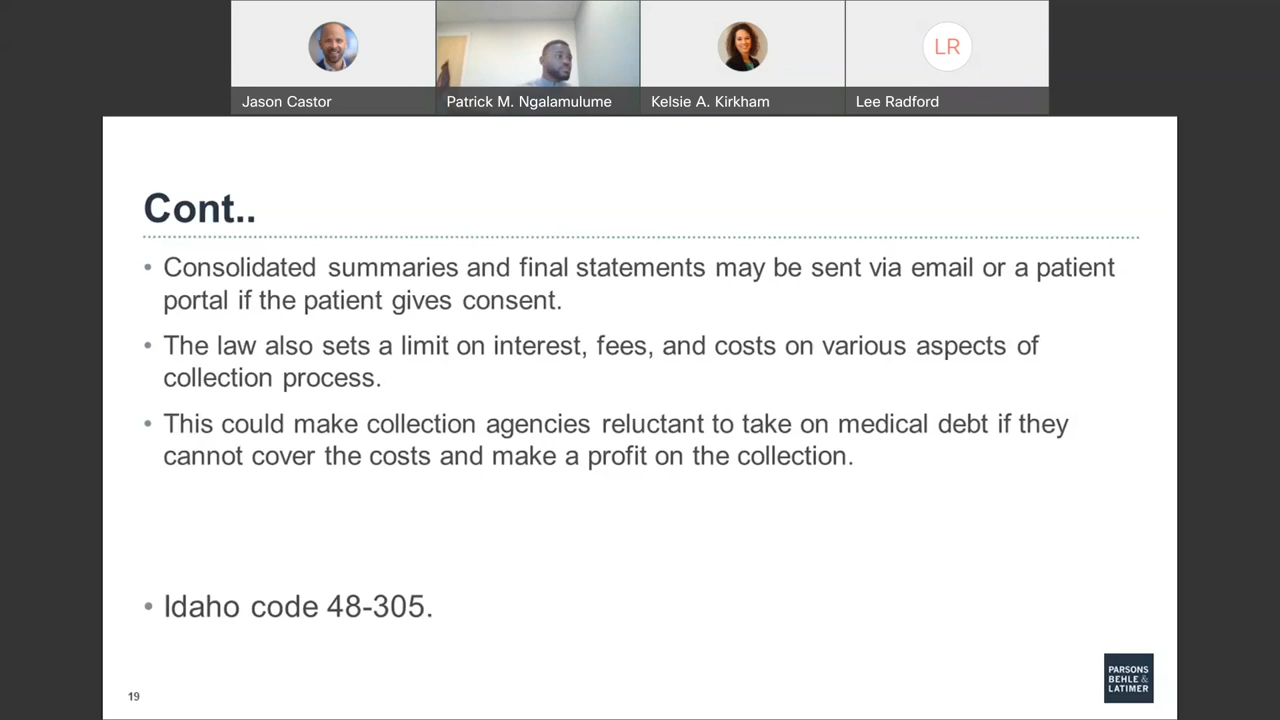 LR
Jason Castor
Patrick M. Ngalamulume
Kelsie A. Kirkham
Lee Radford
Cont..
• Consolidated summaries and final statements may be sent via email or a patient
portal if the patient gives consent.
• The law also sets a limit on interest, fees, and costs on various aspects of
collection process.
• This could make collection agencies reluctant to take on medical debt if they
cannot cover the costs and make a profit on the collection.
• Idaho code 48-305.
19
PARSONS
BEHLE &
LATIMER